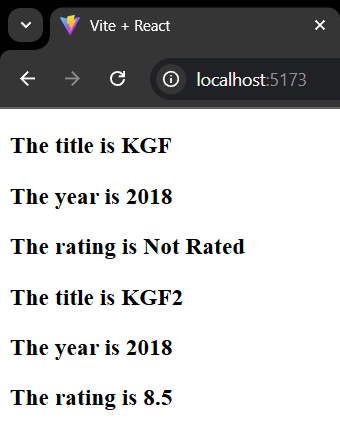 Vite + React
localhost:5173
The title is KGF
The year is 2018
The rating is Not Rated
The title is KGF2
The year is 2018
The rating is 8.5